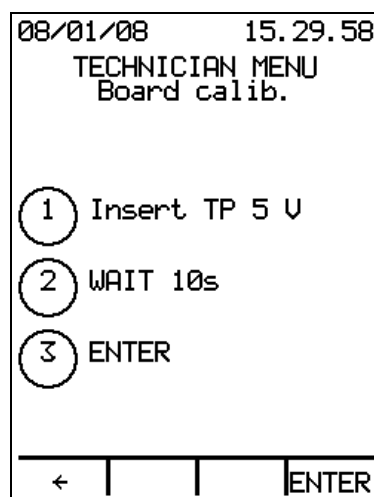 08/01/08 15.29.58
TECHNICIAN MENU
Board calib.
1 Insert TP 5 V
2 WAIT 10s
3 ENTER
← ENTER